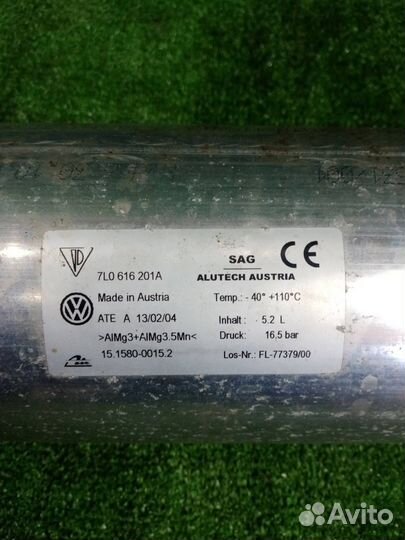 SAG
CE
7L0 616 201A
ALUTECH AUSTRIA
Made in Austria
Temp.: - 40° +110°C
ATE A 13/02/04
Inhalt : 5.2 L
>AlMg3+AlMg3.5Mn<
Druck: 16.5 bar
15.1580-0015.2
Los-Nr.: FL-77379/00
Avito